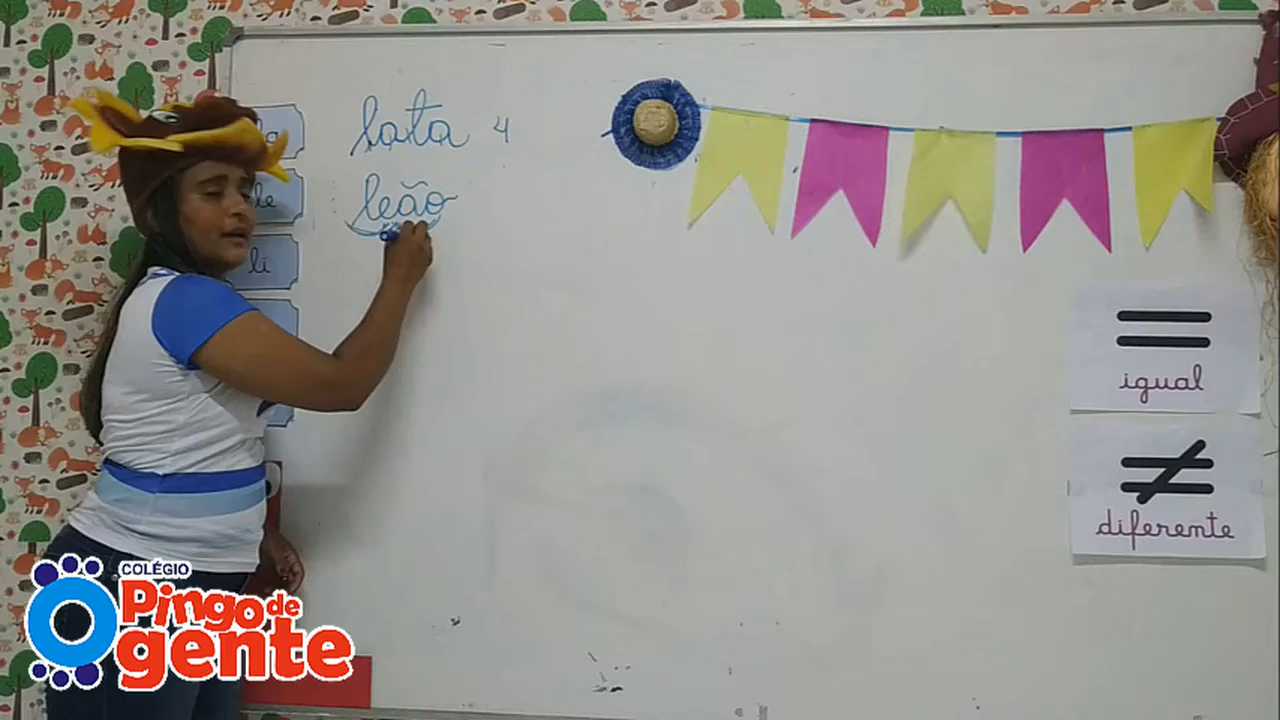 lata 4
le
leão
li
igual
diferente
COLÉGIO
Pingo de
gente